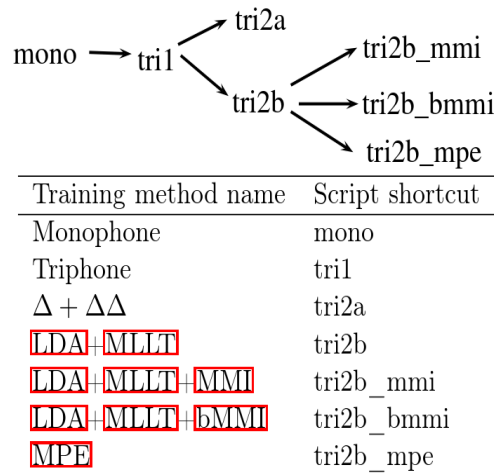 tri2a
mono tri1 tri2b_mmi
tri2b tri2b_bmmi
tri2b_mpe
Training method name Script shortcut
Monophone mono
Triphone tri1
Δ + ΔΔ tri2a
LDA+MLLT tri2b
LDA+MLLT+MMI tri2b_mmi
LDA+MLLT+bMMI tri2b_bmmi
MPE tri2b_mpe